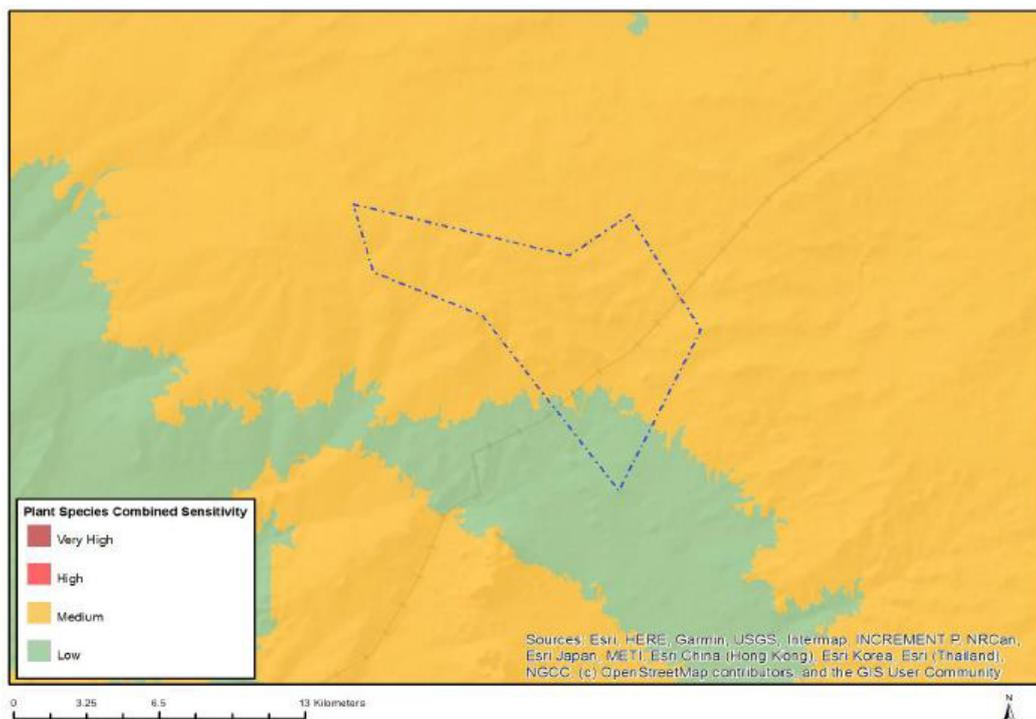 Plant Species Combined Sensitivity
Very High
High
Medium
Low
Sources: Esri, HERE, Garmin, USGS, Intermap, INCREMENT P, NRCan,
Esri Japan, METI, Esri China (Hong Kong), Esri Korea, Esri (Thailand),
NGCC, (c) OpenStreetMap contributors, and the GIS User Community
0 3.25 6.5 13 Kilometers
N